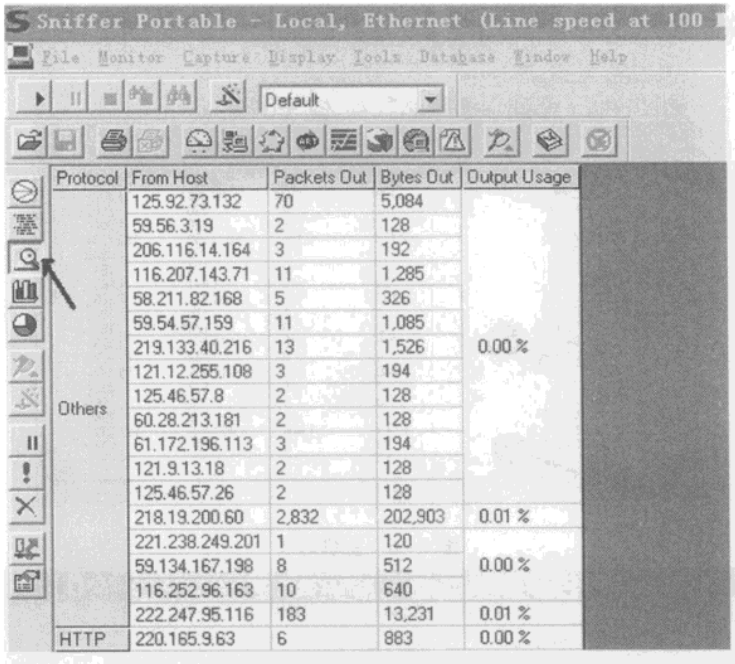 Sniffer Portable - Local, Ethernet (Line speed at 100
File Monitor Capture Display Tools Database Window Help
Default
Protocol From Host Packets Out Bytes Out Output Usage
125.92.73.132 70 5,084
59.56.3.19 2 128
206.116.14.164 3 192
116.207.143.71 11 1,285
58.211.82.168 5 326
59.54.57.159 11 1,085
219.133.40.216 13 1,526 0.00 %
121.12.255.108 3 194
125.46.57.8 2 128
Others
60.28.213.181 2 128
61.172.196.113 3 194
121.9.13.18 2 128
125.46.57.26 2 128
218.19.200.60 2,832 202,903 0.01 %
221.238.249.201 1 120
59.134.167.198 8 512 0.00 %
116.252.96.163 10 640
222.247.95.116 183 13,231 0.01 %
HTTP 220.165.9.63 6 883 0.00 %